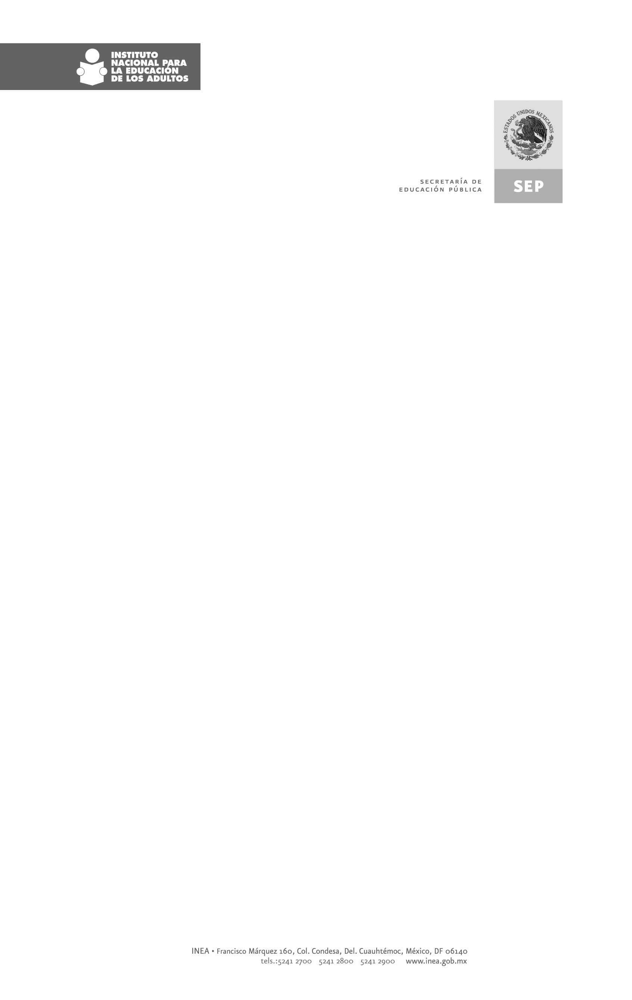 INSTITUTO
NACIONAL PARA
LA EDUCACIÓN
DE LOS ADULTOS
ESTADOS UNIDOS MEXICANOS
SECRETARÍA DE
EDUCACIÓN PÚBLICA
SEP
INEA • Francisco Márquez 160, Col. Condesa, Del. Cuauhtémoc, México, DF 06140
tels.:5241 2700 5241 2800 5241 2900 www.inea.gob.mx